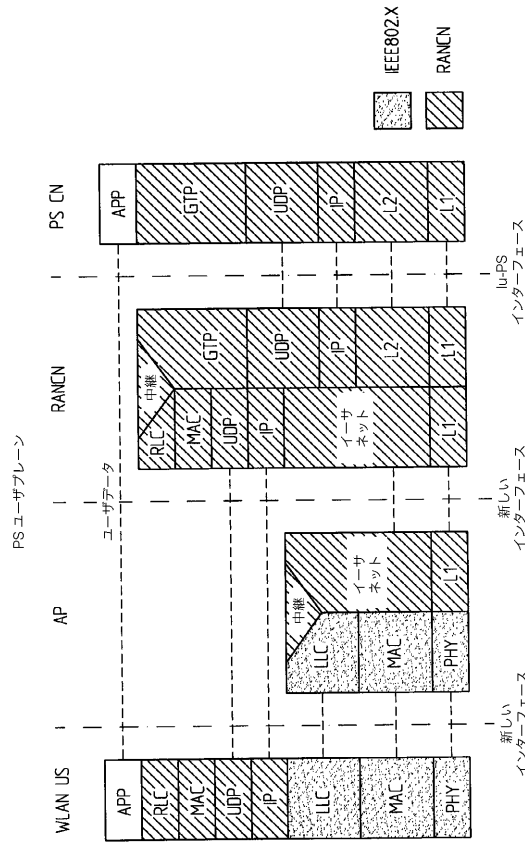 PS ユーザプレーン
WLAN US
AP
RANCN
PS CN
ユーザデータ
APP
RLC
MAC
UDP
IP
LLC
MAC
PHY
中継
LLC
MAC
PHY
イーサ
ネット
L1
中継
RLC
MAC
UDP
IP
イーサ
ネット
L1
GTP
UDP
IP
L2
L1
APP
GTP
UDP
IP
L2
L1
新しい
インターフェース
新しい
インターフェース
Iu-PS
インターフェース
IEEE802.X
RANCN